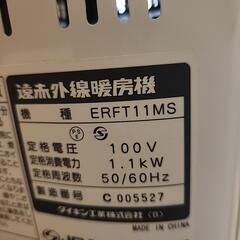 遠赤外線暖房機
機 種 ERFT11MS
PS E
定格電圧 100V
定格消費電力 1.1kW
定格周波数 50/60Hz
製造番号 C 005527
ダイキン工業株式会社 (B)
MADE IN CHINA